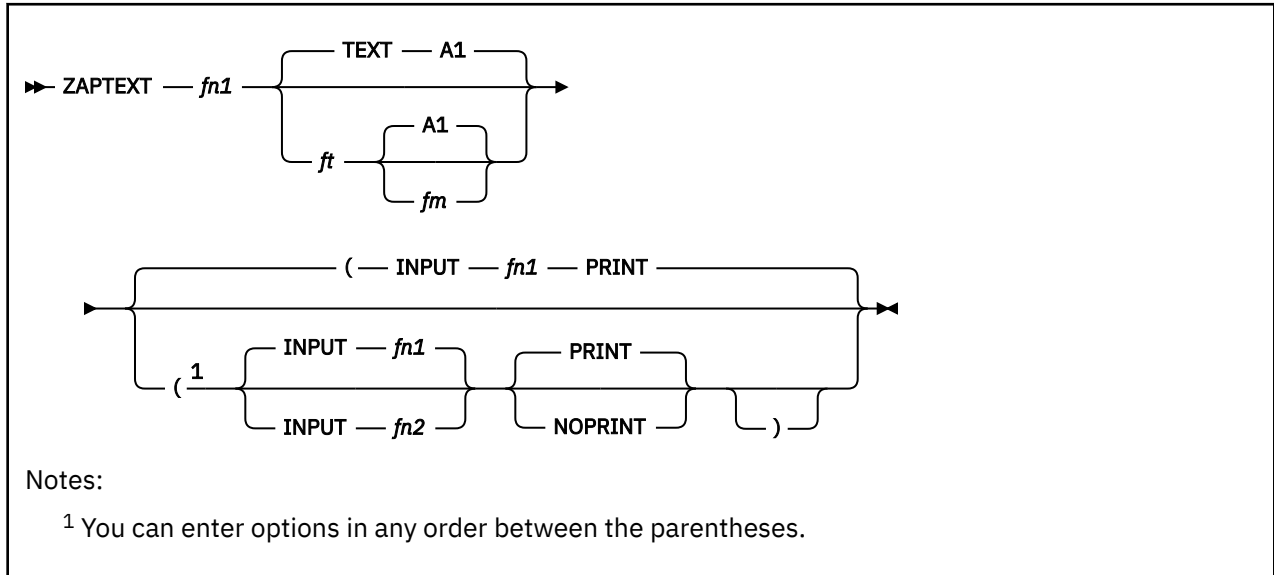 TEXT A1
ZAPTEXT fn1
A1
ft
fm
( INPUT fn1 PRINT
INPUT fn1 PRINT
( 1
INPUT fn2 NOPRINT )
Notes:
1 You can enter options in any order between the parentheses.